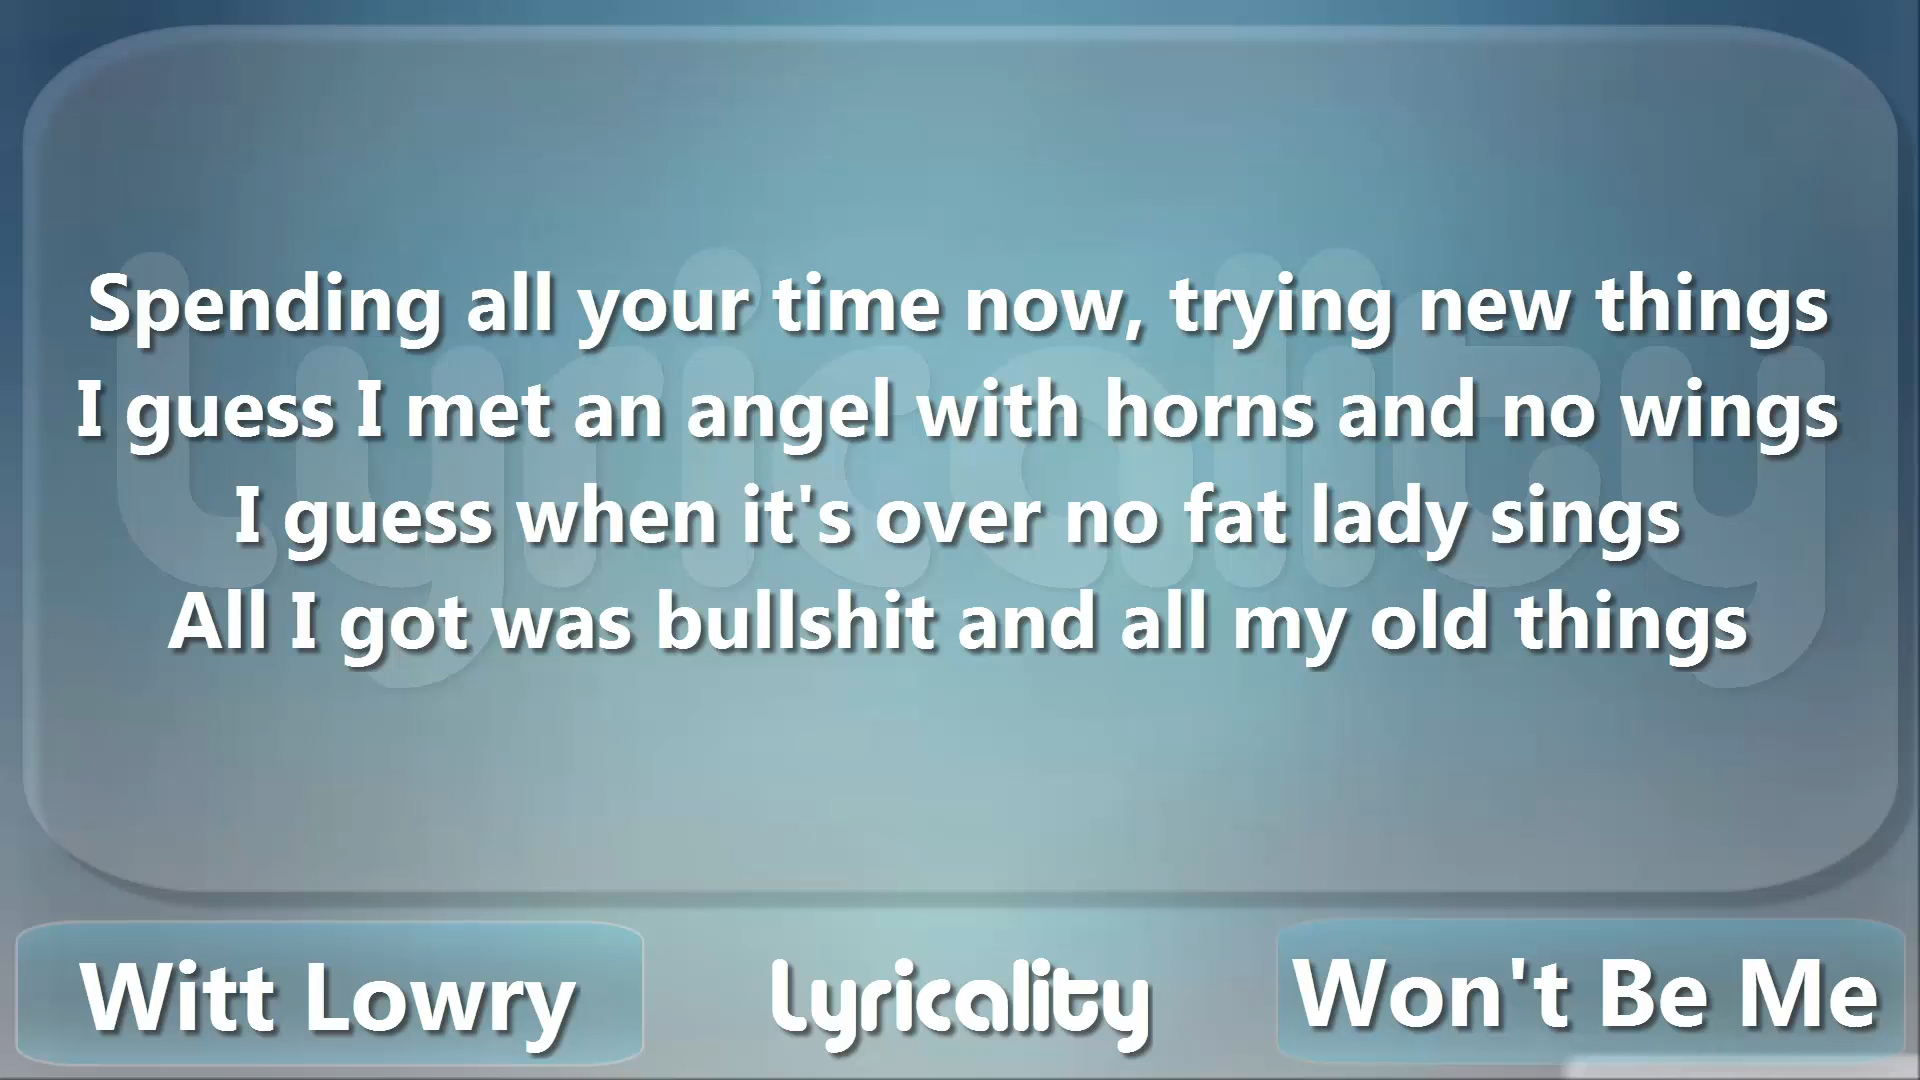 Spending all your time now, trying new things
I guess I met an angel with horns and no wings
I guess when it's over no fat lady sings
All I got was bullshit and all my old things
Lyricality
Witt Lowry
Lyricality
Won't Be Me